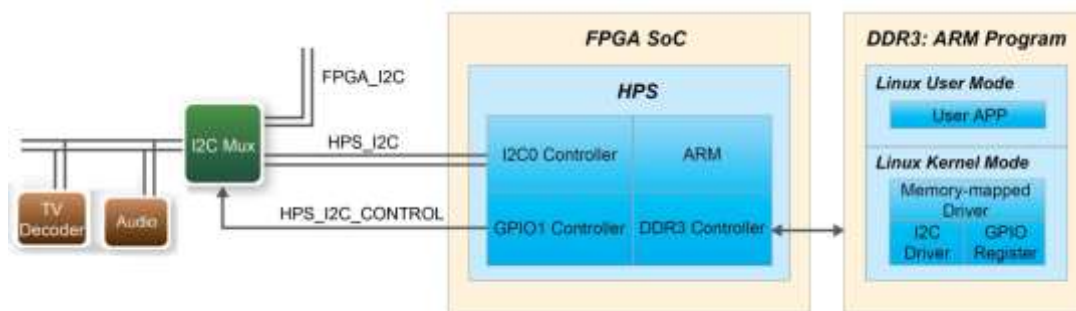 FPGA_I2C
I2C Mux
HPS_I2C
TV
Decoder
Audio
HPS_I2C_CONTROL
FPGA SoC
HPS
I2C0 Controller
ARM
GPIO1 Controller
DDR3 Controller
DDR3: ARM Program
Linux User Mode
User APP
Linux Kernel Mode
Memory-mapped
Driver
I2C
Driver
GPIO
Register